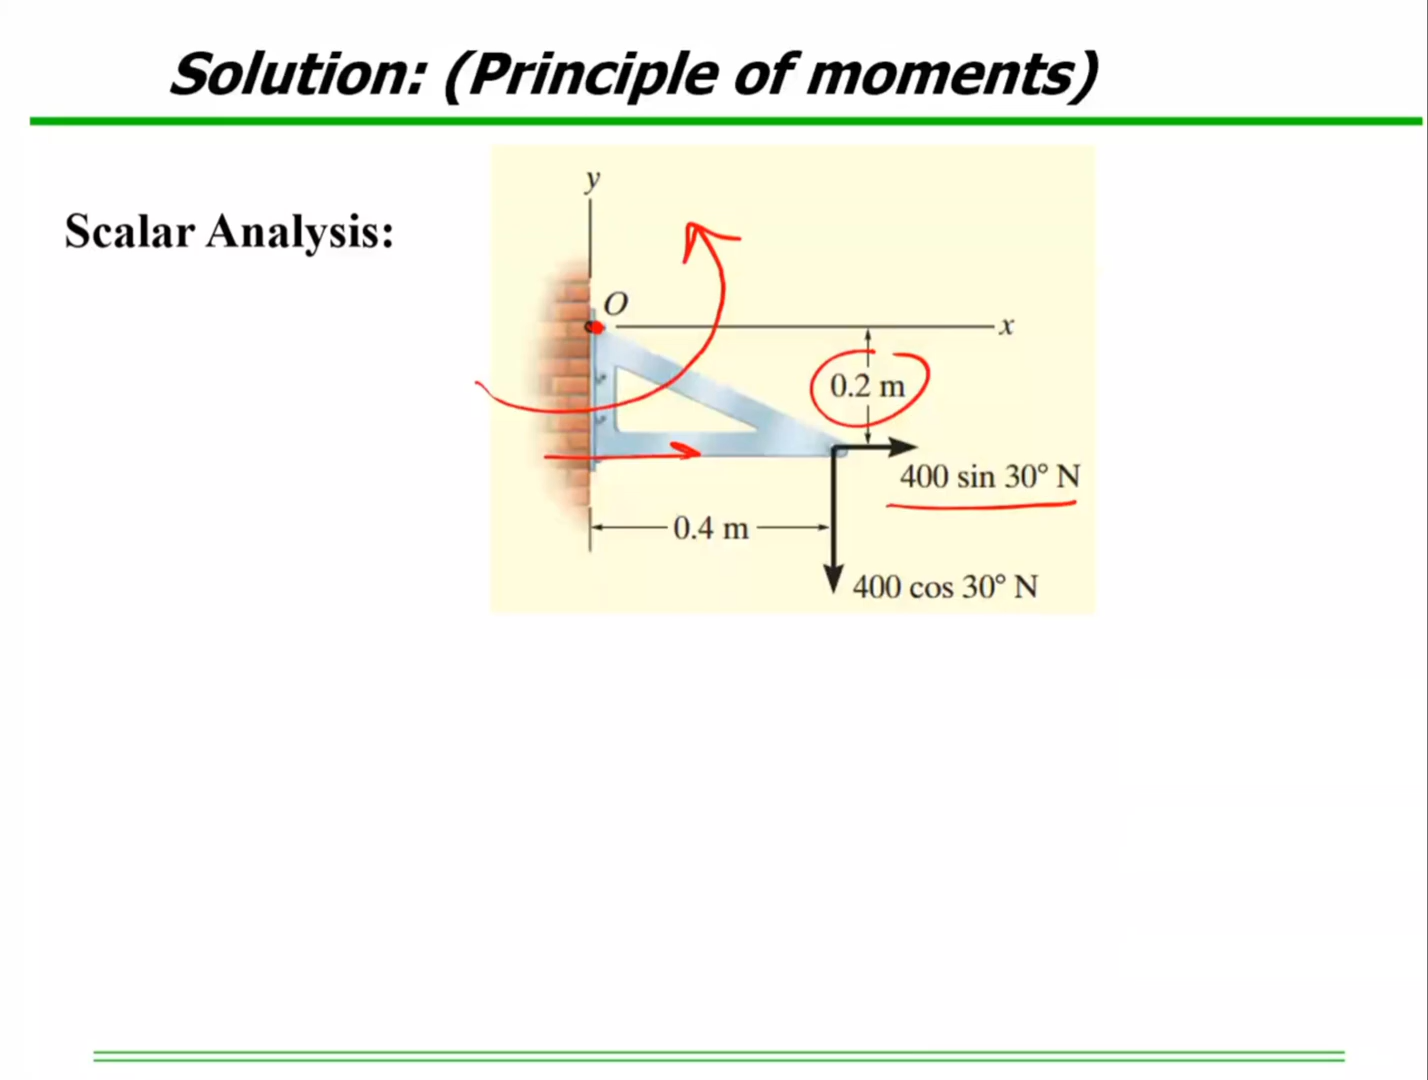 Solution: (Principle of moments)
Scalar Analysis:
y
O
x
0.2 m
400 sin 30° N
0.4 m
400 cos 30° N